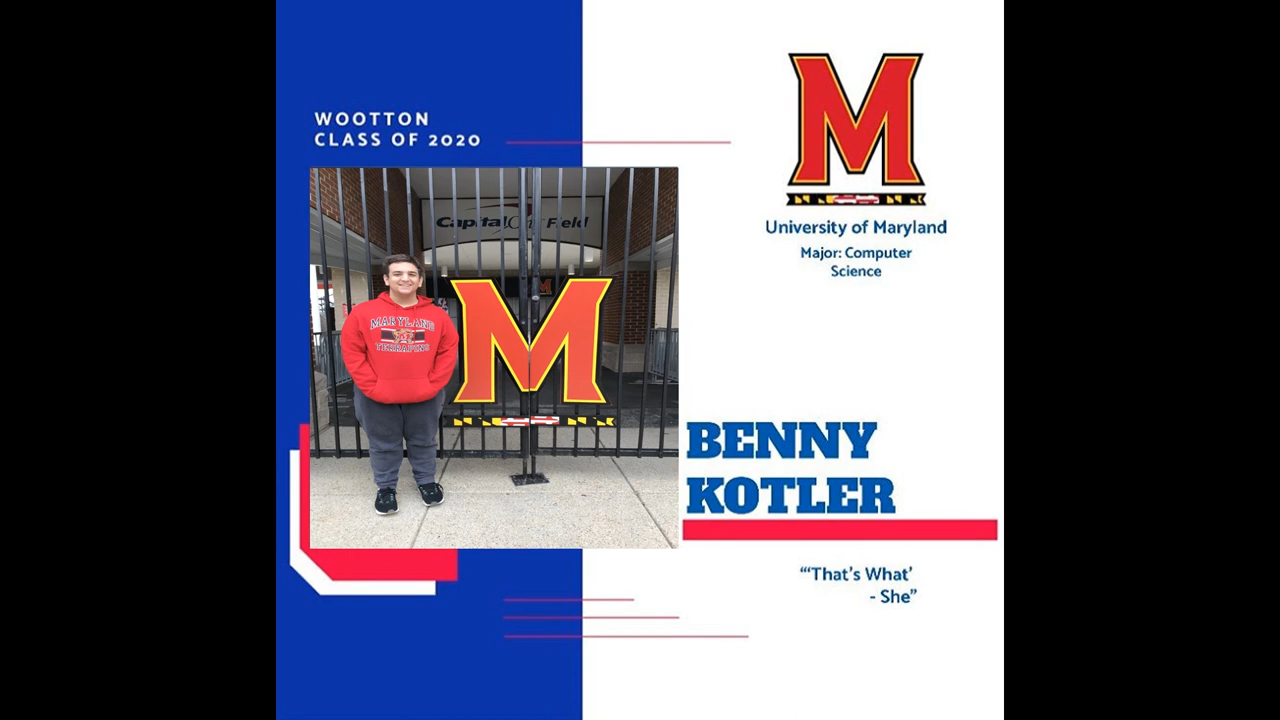 WOOTTON
CLASS OF 2020
M
University of Maryland
Major: Computer
Science
Capital One Field
M
MARYLAND
TERRAPINS
BENNY
KOTLER
“‘That's What’
- She”